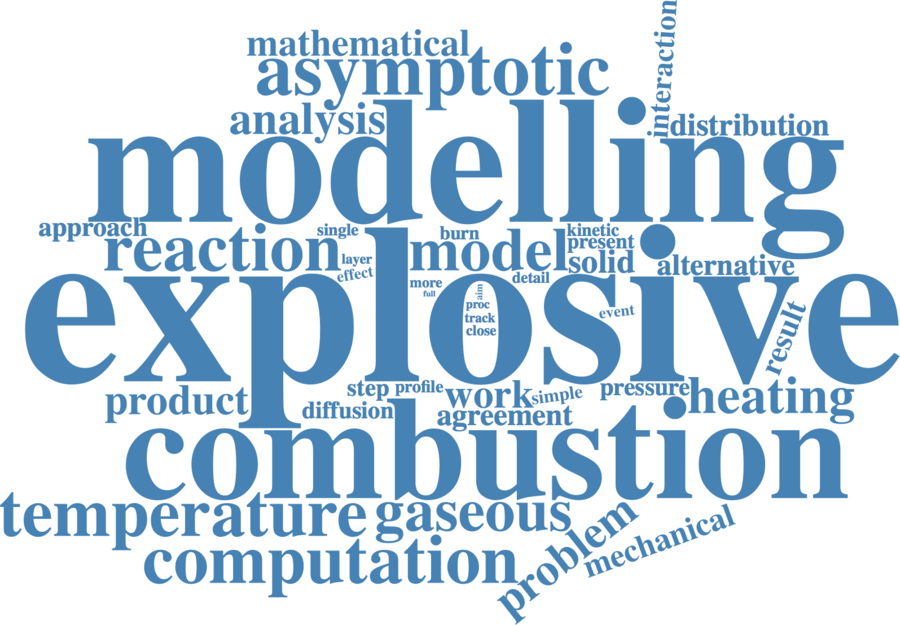 mathematical
asymptotic
interaction
analysis
distribution
modelling
approach
single
burn
kinetic
reaction
model
present
layer
solid
alternative
effect
more
detail
full
aim
explosive
proc
track
close
event
result
step
profile
work
simple
pressure
heating
product
diffusion
agreement
combustion
temperature
gaseous
problem
mechanical
computation